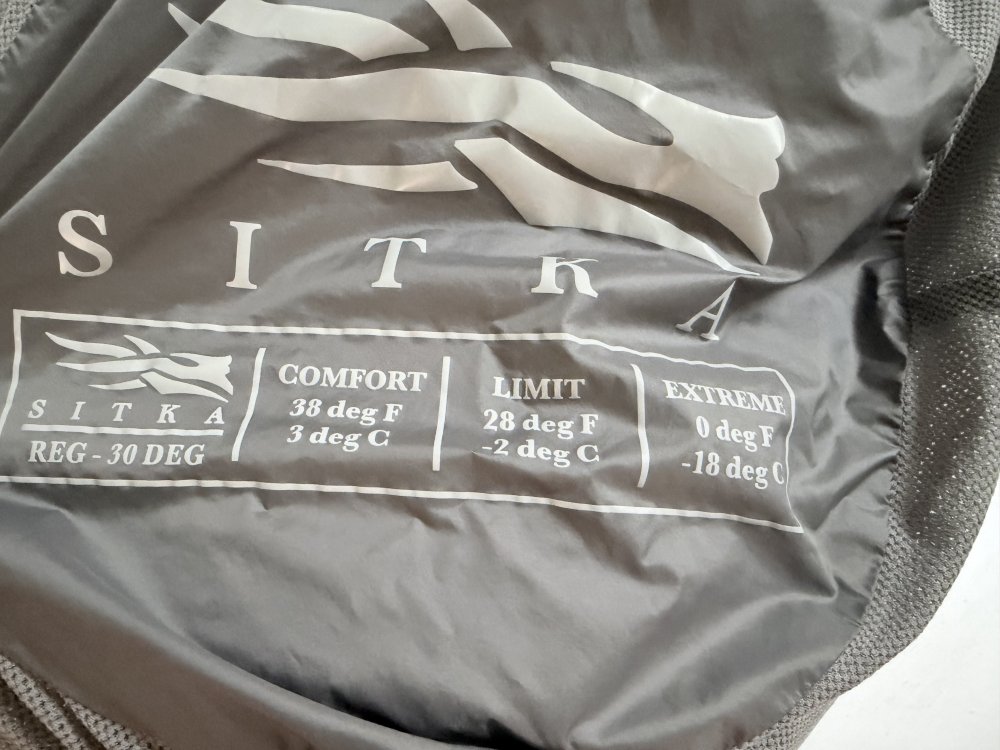 SITKA
SITKA
REG - 30 DEG
COMFORT
38 deg F
3 deg C
LIMIT
28 deg F
-2 deg C
EXTREME
0 deg F
-18 deg C